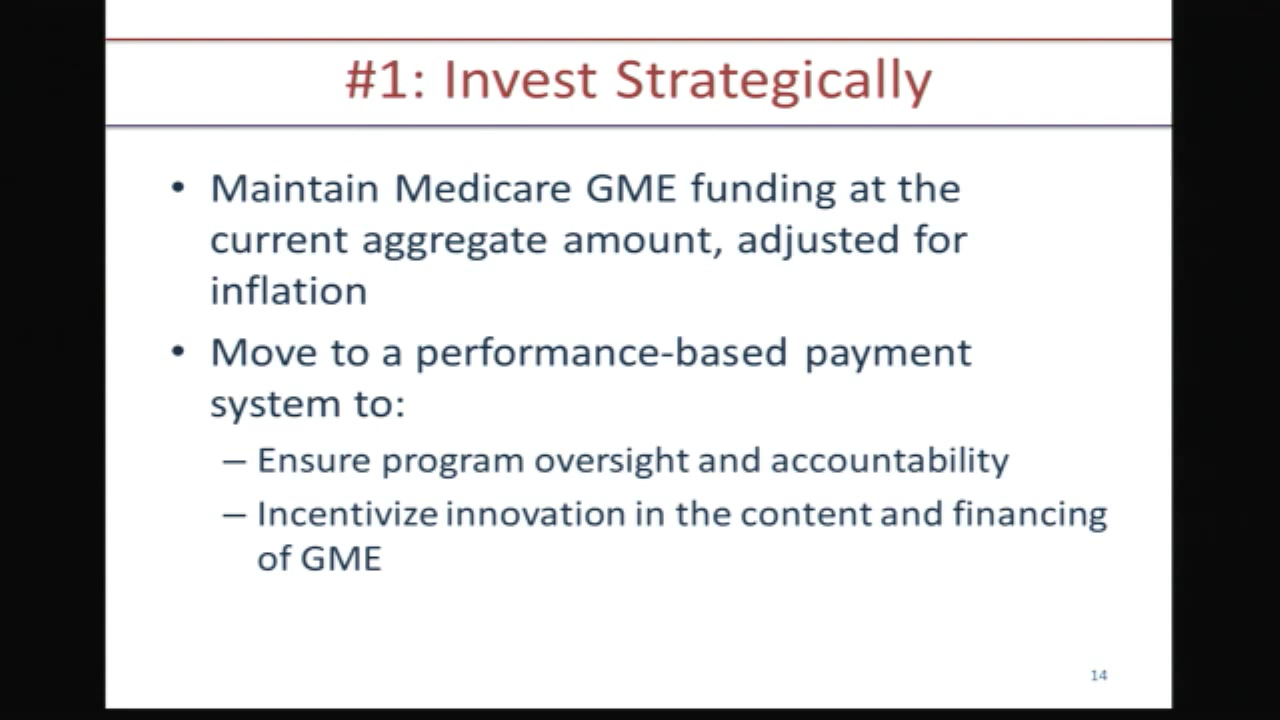 #1: Invest Strategically
• Maintain Medicare GME funding at the
current aggregate amount, adjusted for
inflation
• Move to a performance-based payment
system to:
– Ensure program oversight and accountability
– Incentivize innovation in the content and financing
of GME
14